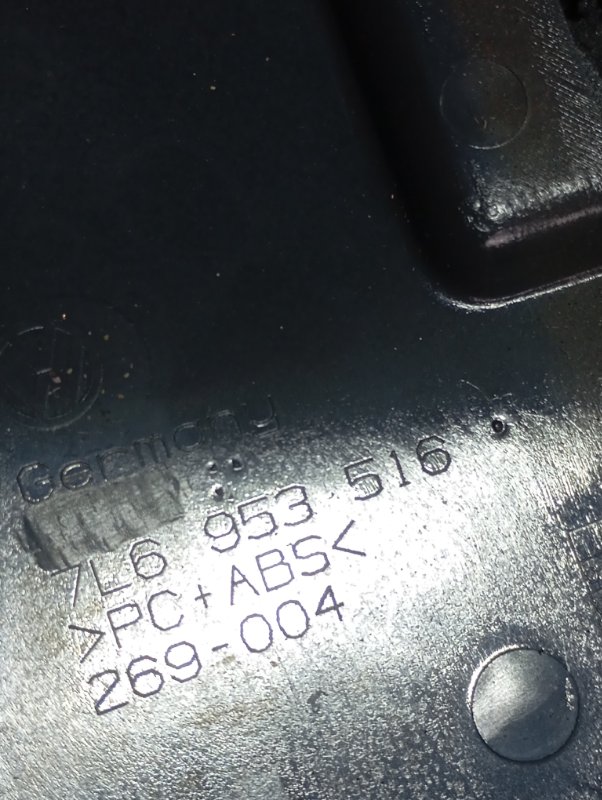 Germany
7L6 953 516
>PC+ABS<
269-004